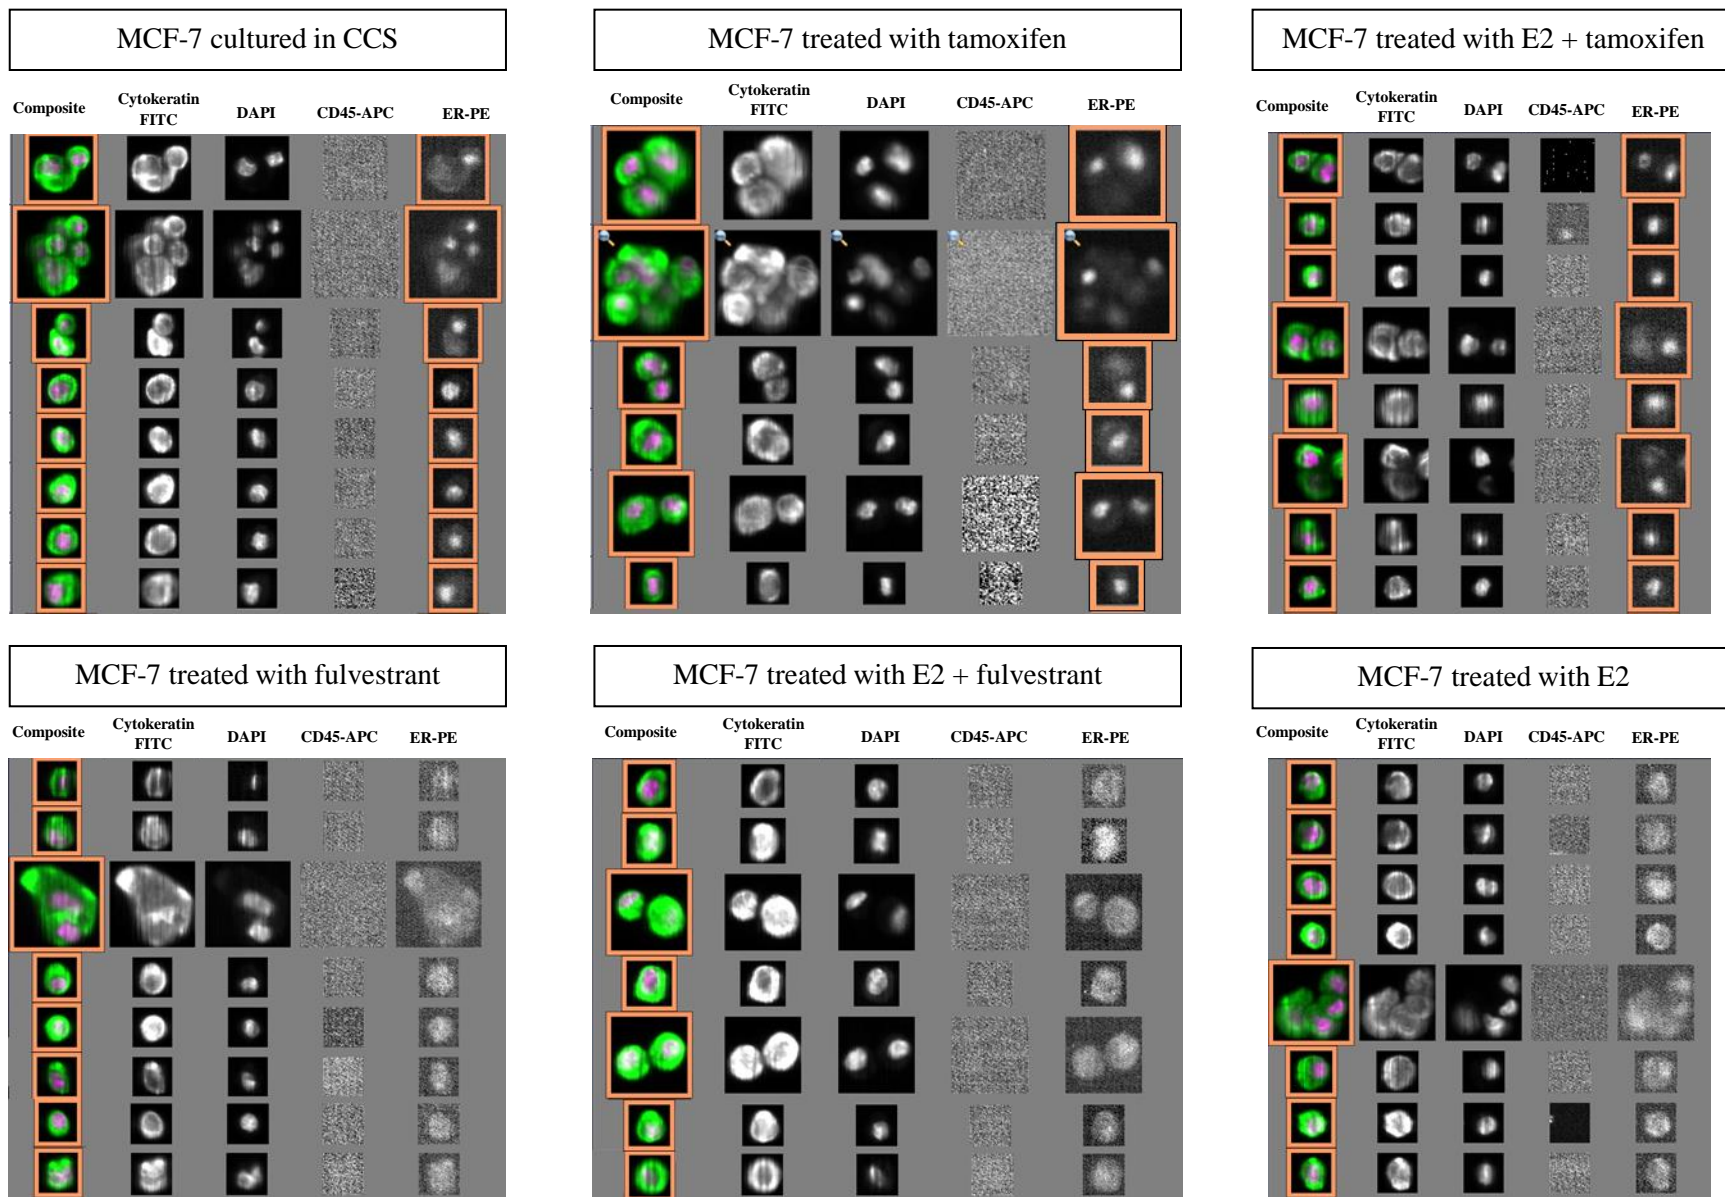 MCF-7 cultured in CCS
Composite
Cytokeratin
FITC
DAPI
CD45-APC
ER-PE
MCF-7 treated with tamoxifen
Composite
Cytokeratin
FITC
DAPI
CD45-APC
ER-PE
MCF-7 treated with E2 + tamoxifen
Composite
Cytokeratin
FITC
DAPI
CD45-APC
ER-PE
MCF-7 treated with fulvestrant
Composite
Cytokeratin
FITC
DAPI
CD45-APC
ER-PE
MCF-7 treated with E2 + fulvestrant
Composite
Cytokeratin
FITC
DAPI
CD45-APC
ER-PE
MCF-7 treated with E2
Composite
Cytokeratin
FITC
DAPI
CD45-APC
ER-PE